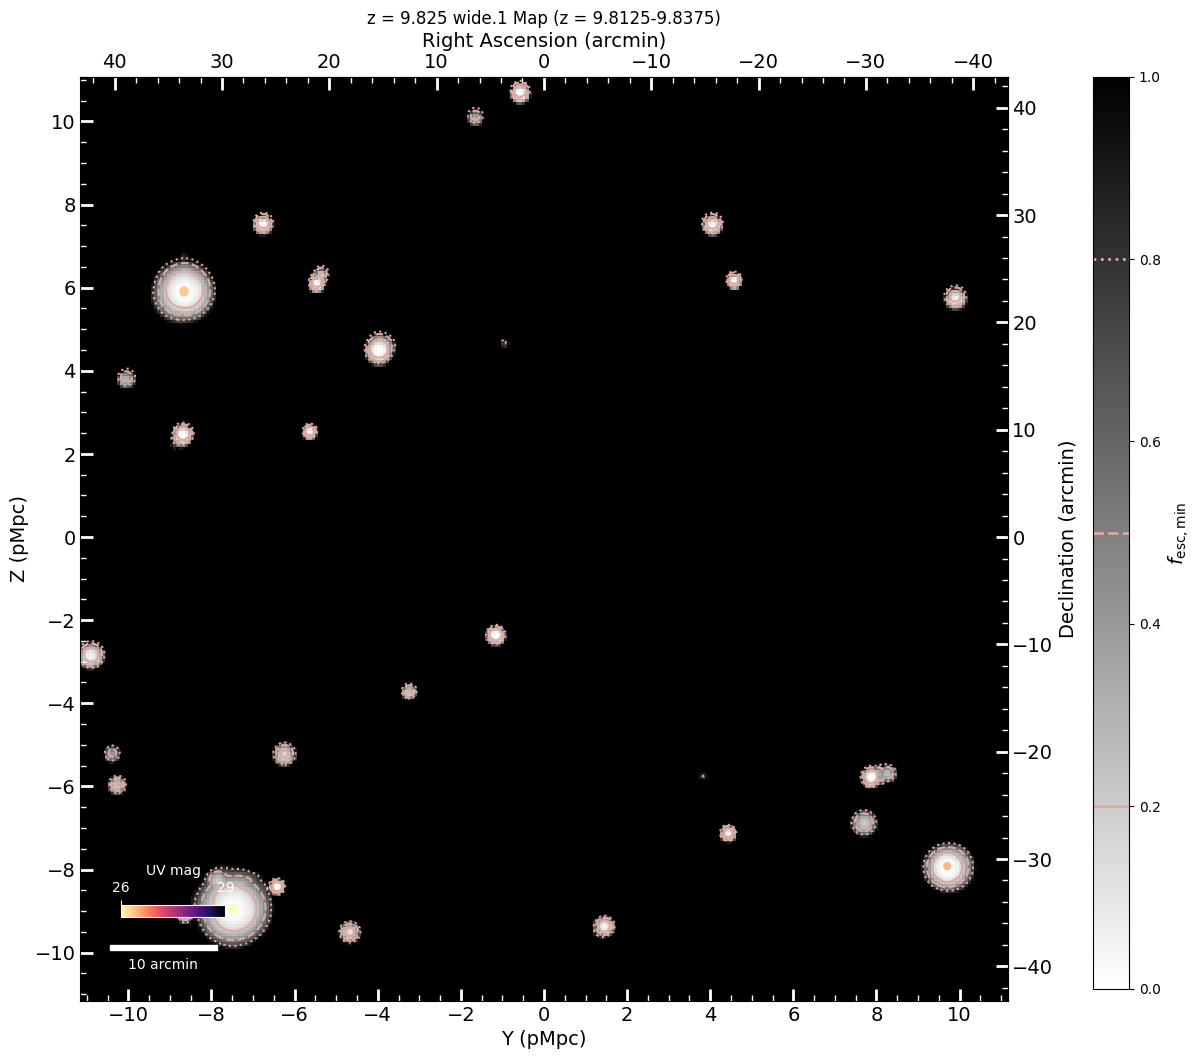 z = 9.825 wide.1 Map (z = 9.8125-9.8375)
Right Ascension (arcmin)
40 30 20 10 0 −10 −20 −30 −40
10
8
6
4
2
0
−2
−4
−6
−8
−10
Z (pMpc)
40
30
20
10
0
−10
−20
−30
−40
Declination (arcmin)
UV mag
26 29
10 arcmin
−10 −8 −6 −4 −2 0 2 4 6 8 10
Y (pMpc)
1.0
0.8
0.6
0.4
0.2
0.0
f_esc,min